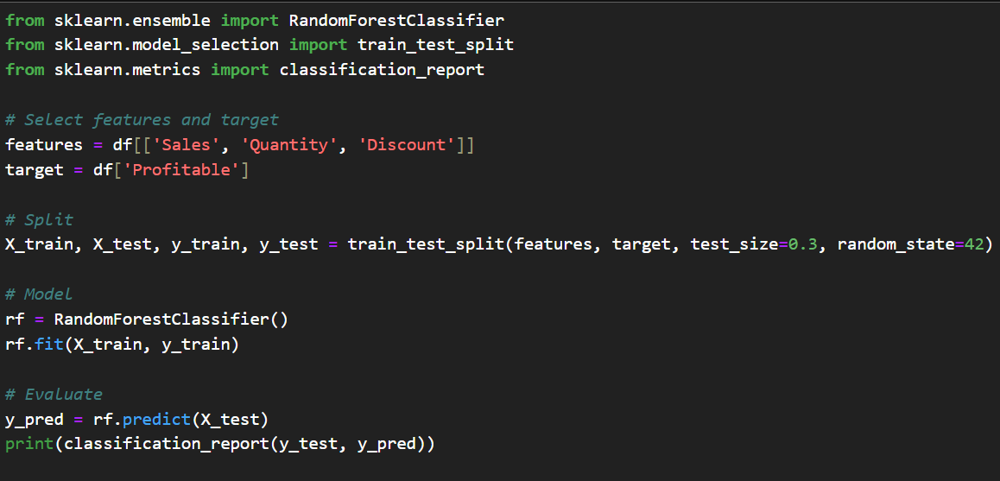 from sklearn.ensemble import RandomForestClassifier
from sklearn.model_selection import train_test_split
from sklearn.metrics import classification_report
# Select features and target
features = df[['Sales', 'Quantity', 'Discount']]
target = df['Profitable']
# Split
X_train, X_test, y_train, y_test = train_test_split(features, target, test_size=0.3, random_state=42)
# Model
rf = RandomForestClassifier()
rf.fit(X_train, y_train)
# Evaluate
y_pred = rf.predict(X_test)
print(classification_report(y_test, y_pred))